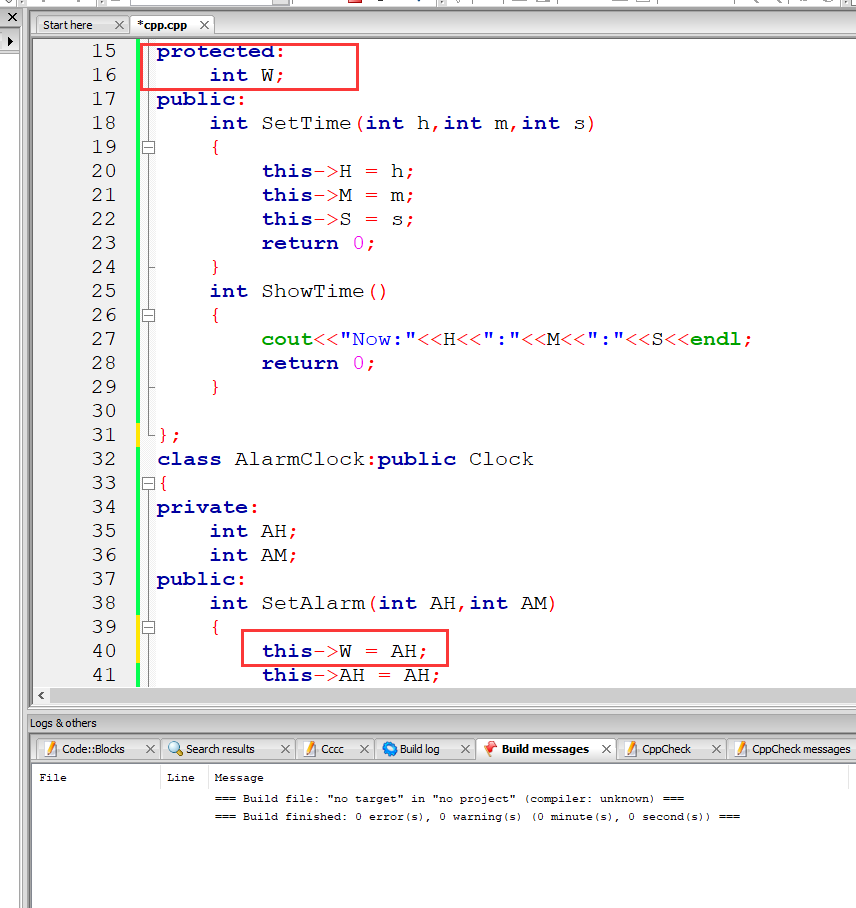 Start here
*cpp.cpp
15 protected:
16 int W;
17 public:
18 int SetTime(int h,int m,int s)
19 {
20 this->H = h;
21 this->M = m;
22 this->S = s;
23 return 0;
24 }
25 int ShowTime()
26 {
27 cout<<"Now:"<<H<<":"<<M<<":"<<S<<endl;
28 return 0;
29 }
30
31 };
32 class AlarmClock:public Clock
33 {
34 private:
35 int AH;
36 int AM;
37 public:
38 int SetAlarm(int AH,int AM)
39 {
40 this->W = AH;
41 this->AH = AH;
Logs & others
Code::Blocks
Search results
Cccc
Build log
Build messages
CppCheck
CppCheck messages
File Line Message
=== Build file: "no target" in "no project" (compiler: unknown) ===
=== Build finished: 0 error(s), 0 warning(s) (0 minute(s), 0 second(s)) ===